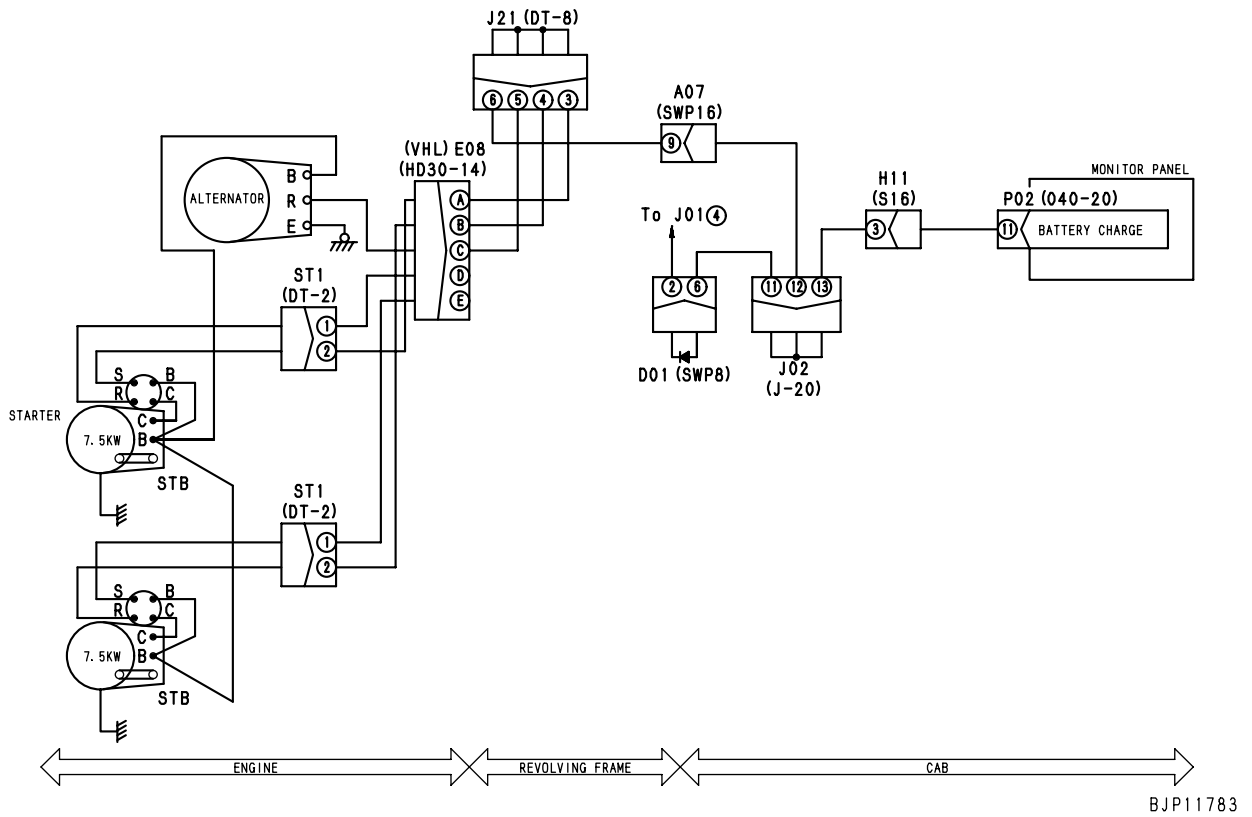 J21 (DT-8)
6 5 4 3
A07
(SWP16)
9
(VHL) E08
(HD30-14)
A
B
C
D
E
ALTERNATOR
B
R
E
MONITOR PANEL
H11
(S16)
3
P02 (040-20)
11
BATTERY CHARGE
To J01 4
2 6
D01 (SWP8)
11 12 13
J02
(J-20)
ST1
(DT-2)
1
2
S B
R C
STARTER
C
7.5KW B
STB
ST1
(DT-2)
1
2
S B
R C
C
7.5KW B
STB
ENGINE
REVOLVING FRAME
CAB
BJP11783